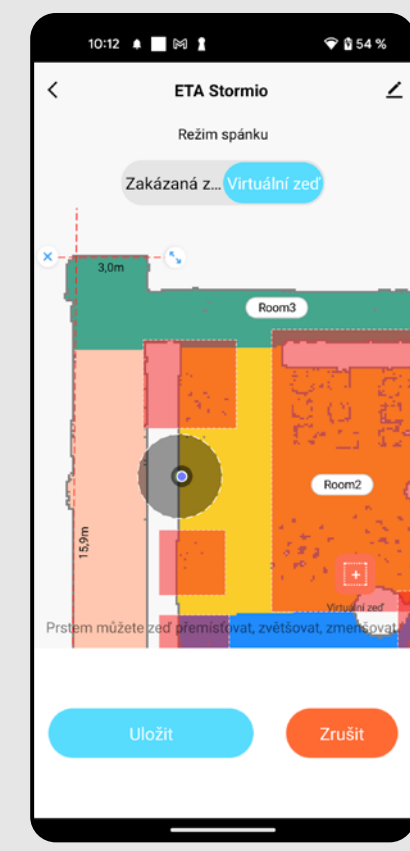 10:12
54 %
ETA Stormio
Režim spánku
Zakázaná z... Virtuální zeď
3,0m
Room3
Room2
15,9m
Virtuální zeď
Prstem můžete zeď přemisťovat, zvětšovat, zmenšovat
Uložit
Zrušit